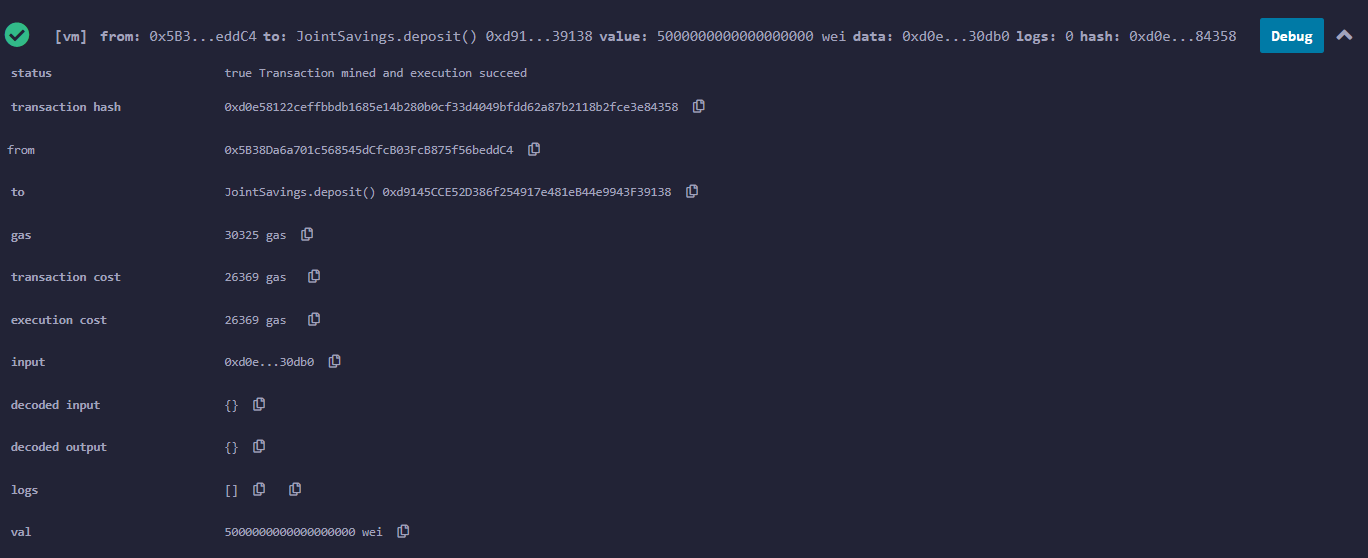 [vm] from: 0x5B3...eddC4 to: JointSavings.deposit() 0xd91...39138 value: 5000000000000000000 wei data: 0xd0e...30db0 logs: 0 hash: 0xd0e...84358 Debug
status true Transaction mined and execution succeed
transaction hash 0xd0e58122ceffbbdb1685e14b280b0cf33d4049bfdd62a87b2118b2fce3e84358
from 0x5B38Da6a701c568545dCfcB03FcB875f56beddC4
to JointSavings.deposit() 0xd9145CCE52D386f254917e481eB44e9943F39138
gas 30325 gas
transaction cost 26369 gas
execution cost 26369 gas
input 0xd0e...30db0
decoded input {}
decoded output {}
logs []
val 5000000000000000000 wei